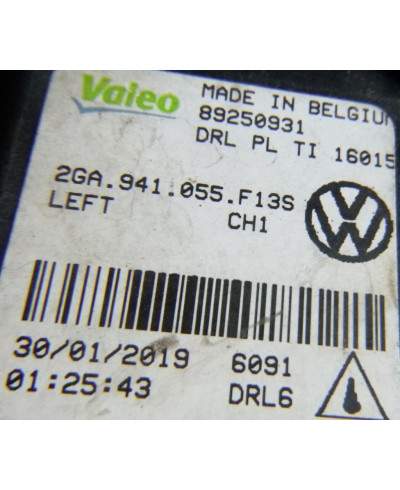 Valeo
MADE IN BELGIUM
89250931
DRL PL TI 16015
2GA.941.055.F13S
LEFT CH1
VW
30/01/2019 6091
01:25:43 DRL6